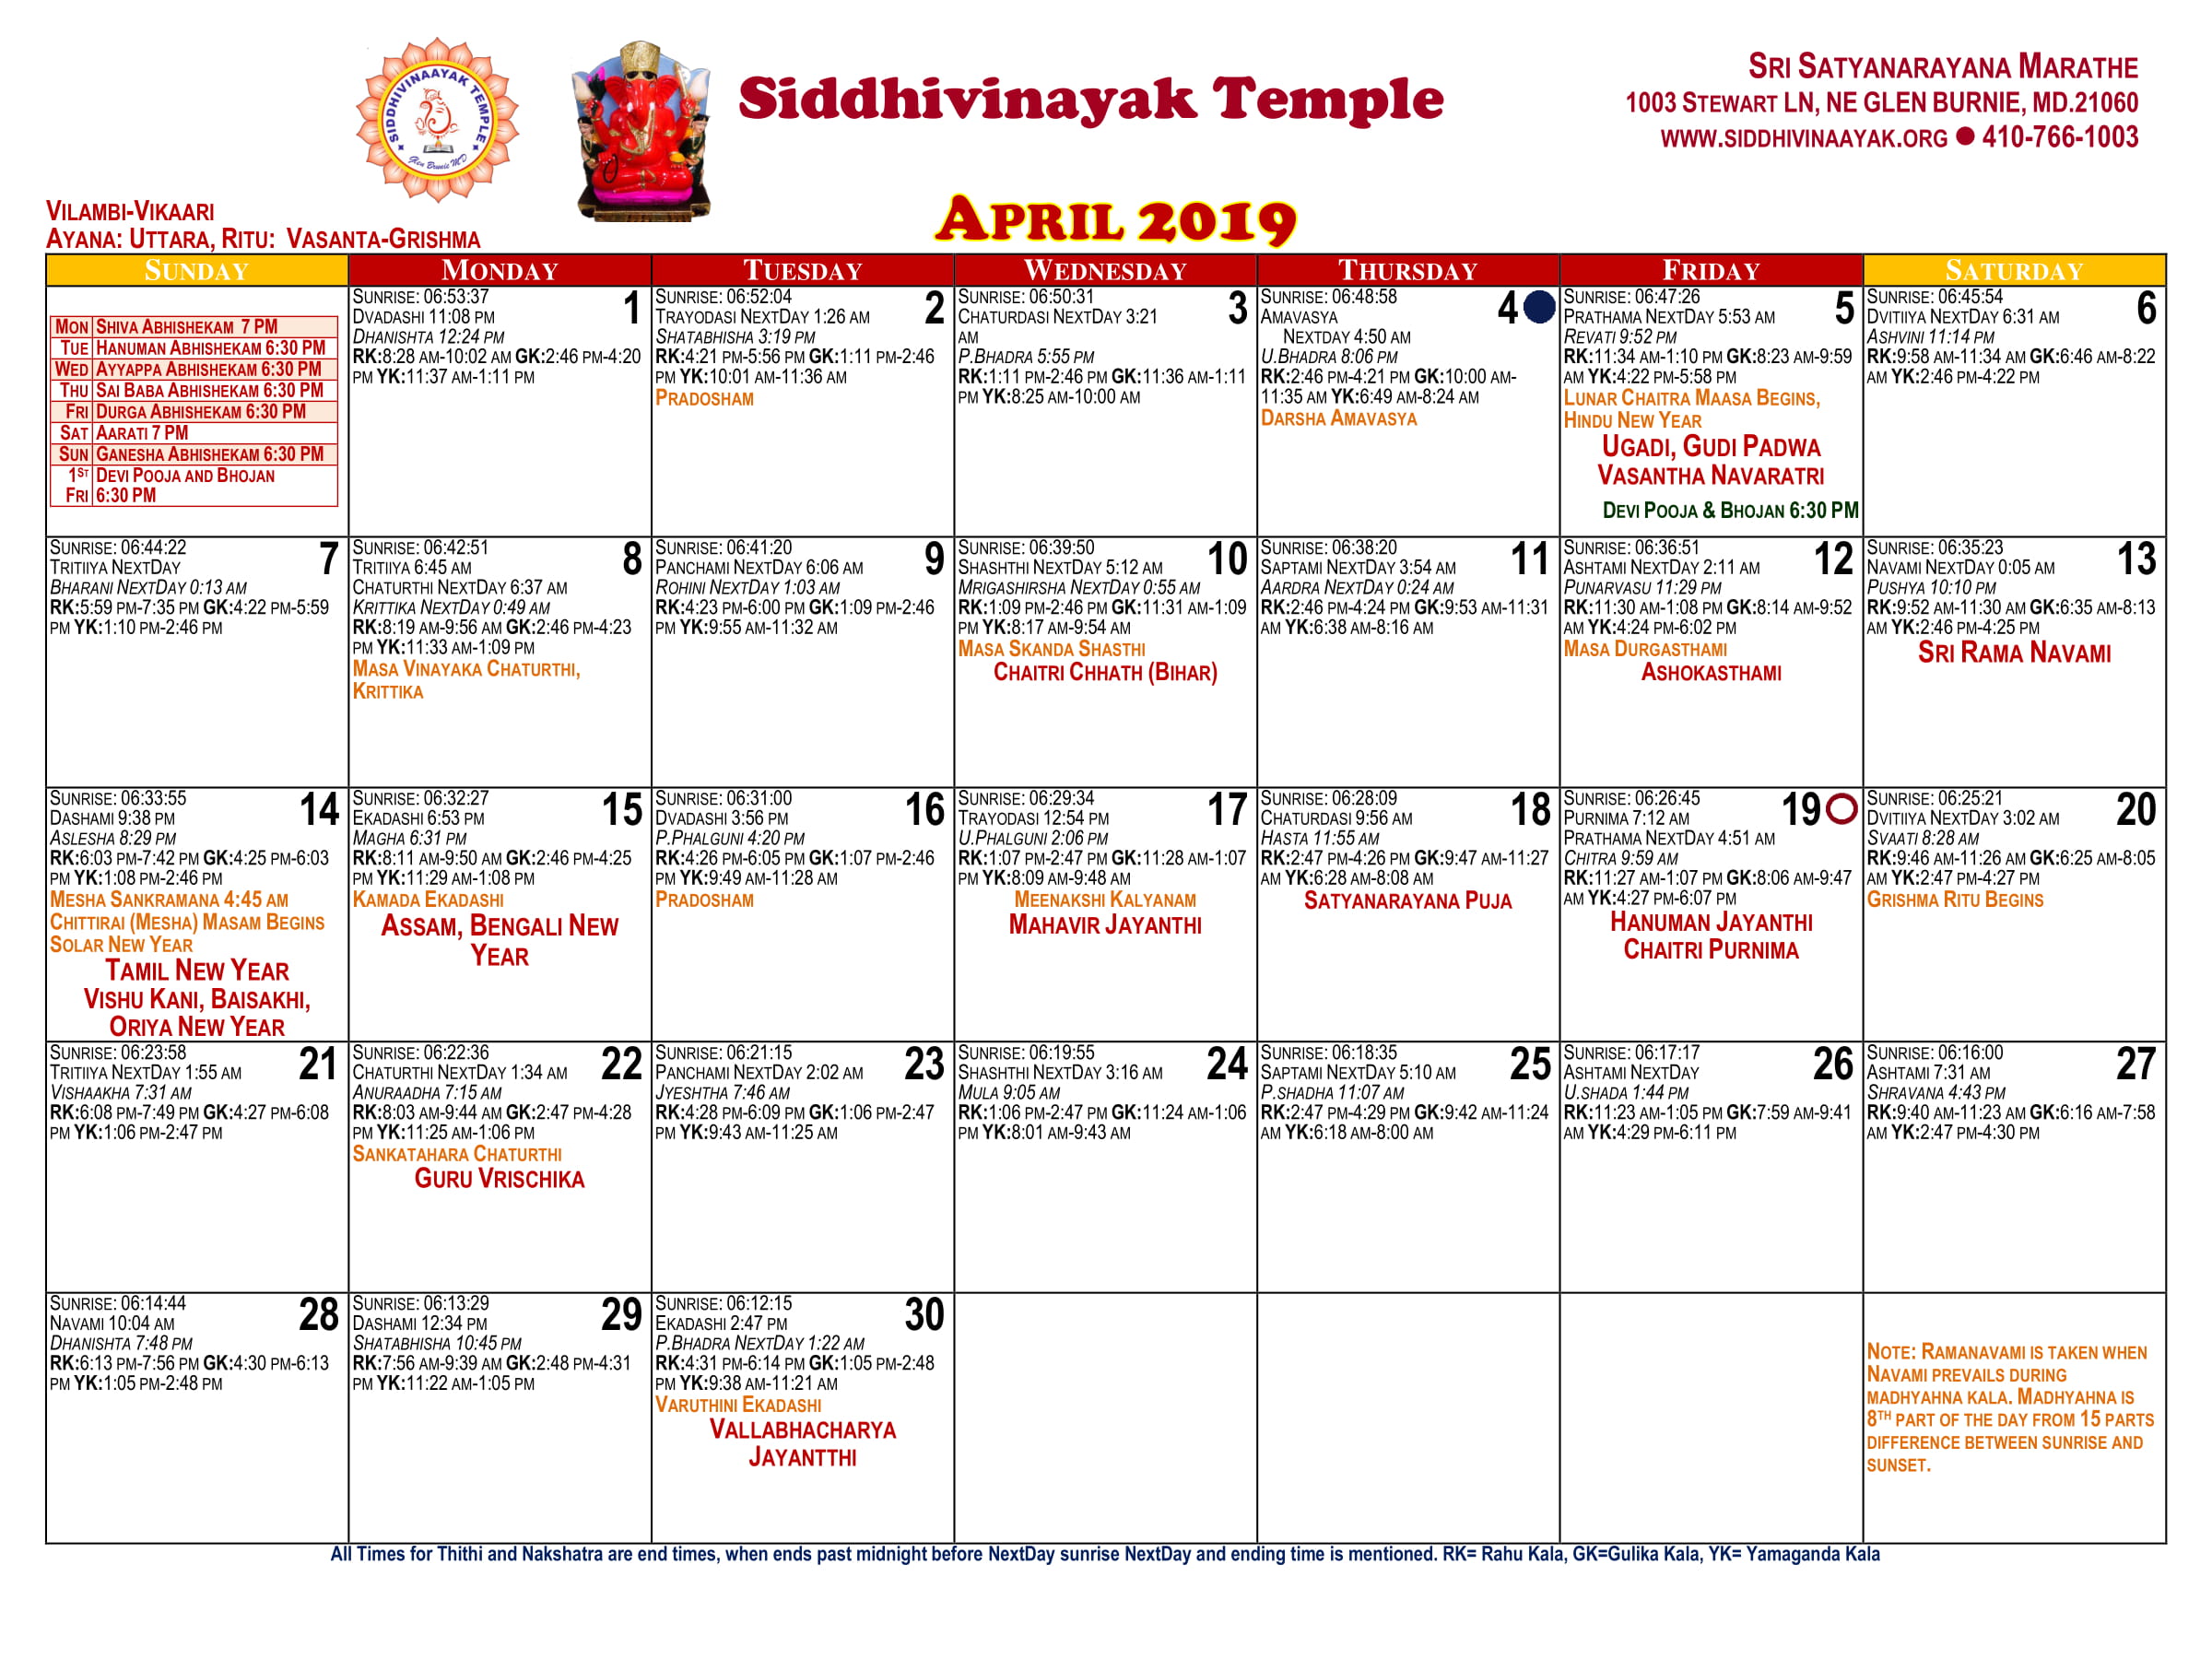 SIDDHIVINAAYAK TEMPLE
Glen Burnie MD
Siddhivinayak Temple
SRI SATYANARAYANA MARATHE
1003 STEWART LN, NE GLEN BURNIE, MD.21060
WWW.SIDDHIVINAAYAK.ORG ● 410-766-1003
VILAMBI-VIKAARI
AYANA: UTTARA, RITU: VASANTA-GRISHMA
APRIL 2019
SUNDAY MONDAY TUESDAY WEDNESDAY THURSDAY FRIDAY SATURDAY
MON SHIVA ABHISHEKAM 7 PM
TUE HANUMAN ABHISHEKAM 6:30 PM
WED AYYAPPA ABHISHEKAM 6:30 PM
THU SAI BABA ABHISHEKAM 6:30 PM
FRI DURGA ABHISHEKAM 6:30 PM
SAT AARATI 7 PM
SUN GANESHA ABHISHEKAM 6:30 PM
1ST DEVI POOJA AND BHOJAN
FRI 6:30 PM
SUNRISE: 06:53:37 1
DVADASHI 11:08 PM
DHANISHTA 12:24 PM
RK:8:28 AM-10:02 AM GK:2:46 PM-4:20
PM YK:11:37 AM-1:11 PM
SUNRISE: 06:52:04 2
TRAYODASI NEXTDAY 1:26 AM
SHATABHISHA 3:19 PM
RK:4:21 PM-5:56 PM GK:1:11 PM-2:46
PM YK:10:01 AM-11:36 AM
PRADOSHAM
SUNRISE: 06:50:31 3
CHATURDASI NEXTDAY 3:21
AM
P.BHADRA 5:55 PM
RK:1:11 PM-2:46 PM GK:11:36 AM-1:11
PM YK:8:25 AM-10:00 AM
SUNRISE: 06:48:58 4
AMAVASYA
NEXTDAY 4:50 AM
U.BHADRA 8:06 PM
RK:2:46 PM-4:21 PM GK:10:00 AM-
11:35 AM YK:6:49 AM-8:24 AM
DARSHA AMAVASYA
SUNRISE: 06:47:26 5
PRATHAMA NEXTDAY 5:53 AM
REVATI 9:52 PM
RK:11:34 AM-1:10 PM GK:8:23 AM-9:59
AM YK:4:22 PM-5:58 PM
LUNAR CHAITRA MAASA BEGINS,
HINDU NEW YEAR
UGADI, GUDI PADWA
VASANTHA NAVARATRI
DEVI POOJA & BHOJAN 6:30 PM
SUNRISE: 06:45:54 6
DVITIIYA NEXTDAY 6:31 AM
ASHVINI 11:14 PM
RK:9:58 AM-11:34 AM GK:6:46 AM-8:22
AM YK:2:46 PM-4:22 PM
SUNRISE: 06:44:22 7
TRITIIYA NEXTDAY
BHARANI NEXTDAY 0:13 AM
RK:5:59 PM-7:35 PM GK:4:22 PM-5:59
PM YK:1:10 PM-2:46 PM
SUNRISE: 06:42:51 8
TRITIIYA 6:45 AM
CHATURTHI NEXTDAY 6:37 AM
KRITTIKA NEXTDAY 0:49 AM
RK:8:19 AM-9:56 AM GK:2:46 PM-4:23
PM YK:11:33 AM-1:09 PM
MASA VINAYAKA CHATURTHI,
KRITTIKA
SUNRISE: 06:41:20 9
PANCHAMI NEXTDAY 6:06 AM
ROHINI NEXTDAY 1:03 AM
RK:4:23 PM-6:00 PM GK:1:09 PM-2:46
PM YK:9:55 AM-11:32 AM
SUNRISE: 06:39:50 10
SHASHTHI NEXTDAY 5:12 AM
MRIGASHIRSHA NEXTDAY 0:55 AM
RK:1:09 PM-2:46 PM GK:11:31 AM-1:09
PM YK:8:17 AM-9:54 AM
MASA SKANDA SHASTHI
CHAITRI CHHATH (BIHAR)
SUNRISE: 06:38:20 11
SAPTAMI NEXTDAY 3:54 AM
AARDRA NEXTDAY 0:24 AM
RK:2:46 PM-4:24 PM GK:9:53 AM-11:31
AM YK:6:38 AM-8:16 AM
SUNRISE: 06:36:51 12
ASHTAMI NEXTDAY 2:11 AM
PUNARVASU 11:29 PM
RK:11:30 AM-1:08 PM GK:8:14 AM-9:52
AM YK:4:24 PM-6:02 PM
MASA DURGASTHAMI
ASHOKASTHAMI
SUNRISE: 06:35:23 13
NAVAMI NEXTDAY 0:05 AM
PUSHYA 10:10 PM
RK:9:52 AM-11:30 AM GK:6:35 AM-8:13
AM YK:2:46 PM-4:25 PM
SRI RAMA NAVAMI
SUNRISE: 06:33:55 14
DASHAMI 9:38 PM
ASLESHA 8:29 PM
RK:6:03 PM-7:42 PM GK:4:25 PM-6:03
PM YK:1:08 PM-2:46 PM
MESHA SANKRAMANA 4:45 AM
CHITTIRAI (MESHA) MASAM BEGINS
SOLAR NEW YEAR
TAMIL NEW YEAR
VISHU KANI, BAISAKHI,
ORIYA NEW YEAR
SUNRISE: 06:32:27 15
EKADASHI 6:53 PM
MAGHA 6:31 PM
RK:8:11 AM-9:50 AM GK:2:46 PM-4:25
PM YK:11:29 AM-1:08 PM
KAMADA EKADASHI
ASSAM, BENGALI NEW
YEAR
SUNRISE: 06:31:00 16
DVADASHI 3:56 PM
P.PHALGUNI 4:20 PM
RK:4:26 PM-6:05 PM GK:1:07 PM-2:46
PM YK:9:49 AM-11:28 AM
PRADOSHAM
SUNRISE: 06:29:34 17
TRAYODASI 12:54 PM
U.PHALGUNI 2:06 PM
RK:1:07 PM-2:47 PM GK:11:28 AM-1:07
PM YK:8:09 AM-9:48 AM
MEENAKSHI KALYANAM
MAHAVIR JAYANTHI
SUNRISE: 06:28:09 18
CHATURDASI 9:56 AM
HASTA 11:55 AM
RK:2:47 PM-4:26 PM GK:9:47 AM-11:27
AM YK:6:28 AM-8:08 AM
SATYANARAYANA PUJA
SUNRISE: 06:26:45 19
PURNIMA 7:12 AM
PRATHAMA NEXTDAY 4:51 AM
CHITRA 9:59 AM
RK:11:27 AM-1:07 PM GK:8:06 AM-9:47
AM YK:4:27 PM-6:07 PM
HANUMAN JAYANTHI
CHAITRI PURNIMA
SUNRISE: 06:25:21 20
DVITIIYA NEXTDAY 3:02 AM
SVAATI 8:28 AM
RK:9:46 AM-11:26 AM GK:6:25 AM-8:05
AM YK:2:47 PM-4:27 PM
GRISHMA RITU BEGINS
SUNRISE: 06:23:58 21
TRITIIYA NEXTDAY 1:55 AM
VISHAAKHA 7:31 AM
RK:6:08 PM-7:49 PM GK:4:27 PM-6:08
PM YK:1:06 PM-2:47 PM
SUNRISE: 06:22:36 22
CHATURTHI NEXTDAY 1:34 AM
ANURAADHA 7:15 AM
RK:8:03 AM-9:44 AM GK:2:47 PM-4:28
PM YK:11:25 AM-1:06 PM
SANKATAHARA CHATURTHI
GURU VRISCHIKA
SUNRISE: 06:21:15 23
PANCHAMI NEXTDAY 2:02 AM
JYESHTHA 7:46 AM
RK:4:28 PM-6:09 PM GK:1:06 PM-2:47
PM YK:9:43 AM-11:25 AM
SUNRISE: 06:19:55 24
SHASHTHI NEXTDAY 3:16 AM
MULA 9:05 AM
RK:1:06 PM-2:47 PM GK:11:24 AM-1:06
PM YK:8:01 AM-9:43 AM
SUNRISE: 06:18:35 25
SAPTAMI NEXTDAY 5:10 AM
P.SHADHA 11:07 AM
RK:2:47 PM-4:29 PM GK:9:42 AM-11:24
AM YK:6:18 AM-8:00 AM
SUNRISE: 06:17:17 26
ASHTAMI NEXTDAY
U.SHADA 1:44 PM
RK:11:23 AM-1:05 PM GK:7:59 AM-9:41
AM YK:4:29 PM-6:11 PM
SUNRISE: 06:16:00 27
ASHTAMI 7:31 AM
SHRAVANA 4:43 PM
RK:9:40 AM-11:23 AM GK:6:16 AM-7:58
AM YK:2:47 PM-4:30 PM
SUNRISE: 06:14:44 28
NAVAMI 10:04 AM
DHANISHTA 7:48 PM
RK:6:13 PM-7:56 PM GK:4:30 PM-6:13
PM YK:1:05 PM-2:48 PM
SUNRISE: 06:13:29 29
DASHAMI 12:34 PM
SHATABHISHA 10:45 PM
RK:7:56 AM-9:39 AM GK:2:48 PM-4:31
PM YK:11:22 AM-1:05 PM
SUNRISE: 06:12:15 30
EKADASHI 2:47 PM
P.BHADRA NEXTDAY 1:22 AM
RK:4:31 PM-6:14 PM GK:1:05 PM-2:48
PM YK:9:38 AM-11:21 AM
VARUTHINI EKADASHI
VALLABHACHARYA
JAYANTTHI
NOTE: RAMANAVAMI IS TAKEN WHEN
NAVAMI PREVAILS DURING
MADHYAHNA KALA. MADHYAHNA IS
8TH PART OF THE DAY FROM 15 PARTS
DIFFERENCE BETWEEN SUNRISE AND
SUNSET.
All Times for Thithi and Nakshatra are end times, when ends past midnight before NextDay sunrise NextDay and ending time is mentioned. RK= Rahu Kala, GK=Gulika Kala, YK= Yamaganda Kala